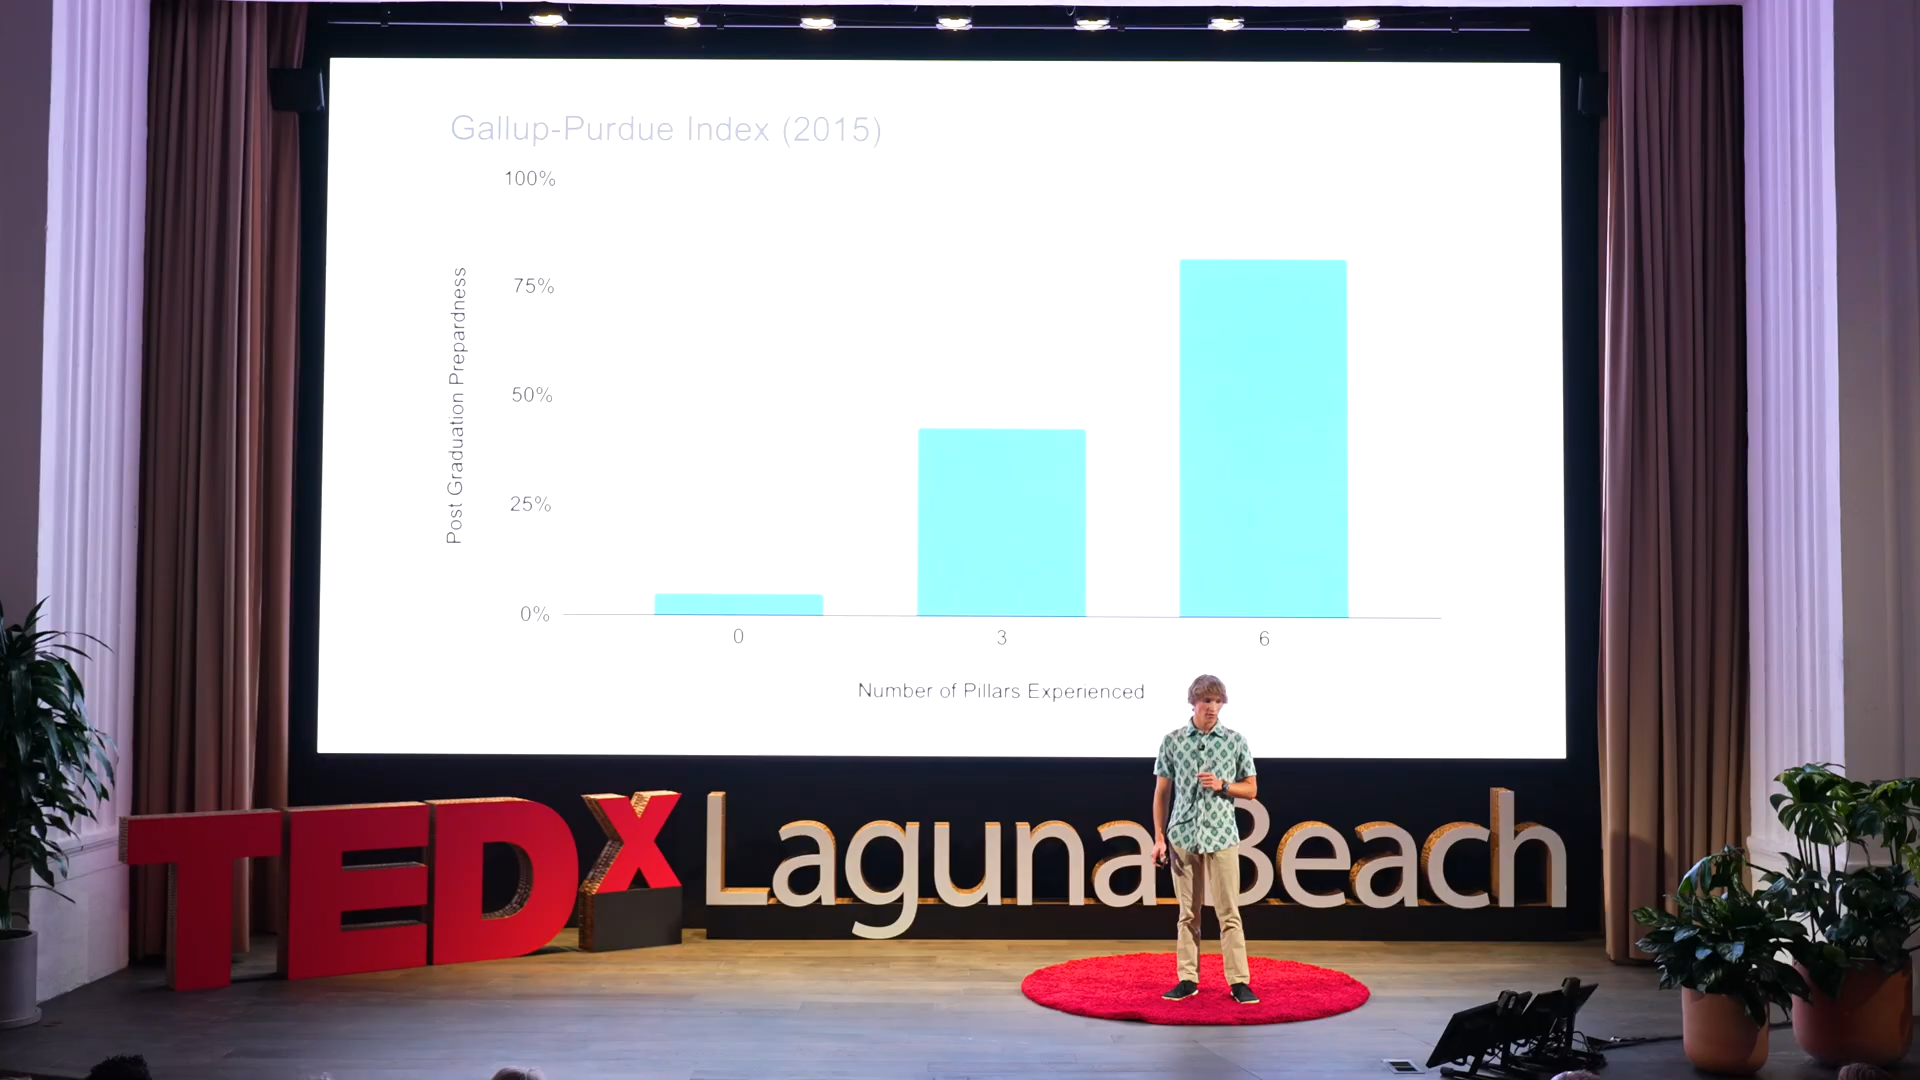 Gallup-Purdue Index (2015)
100%
75%
50%
25%
0%
Post Graduation Prepardness
0
3
6
Number of Pillars Experienced
TEDx Laguna Beach